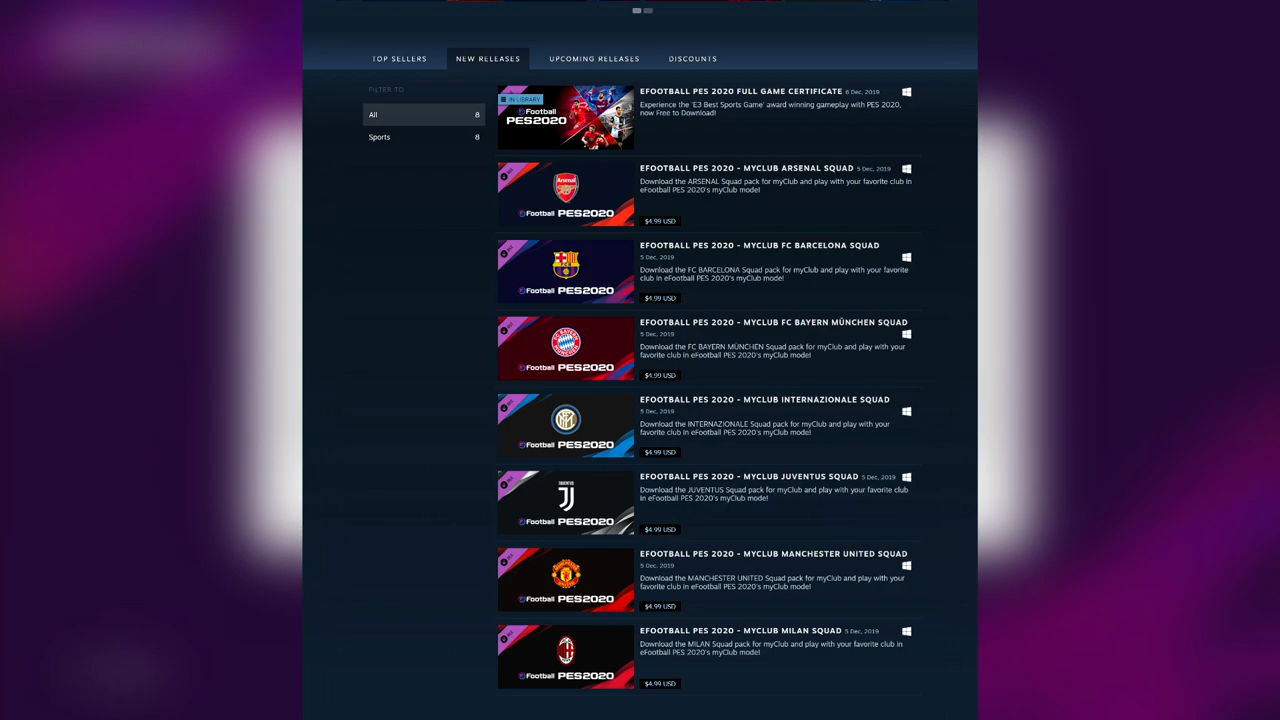 TOP SELLERS
NEW RELEASES
UPCOMING RELEASES
DISCOUNTS
FILTER TO
All 8
Sports 8
IN LIBRARY
eFootball
PES2020
EFOOTBALL PES 2020 FULL GAME CERTIFICATE 6 Dec, 2019
Experience the 'E3 Best Sports Game' award winning gameplay with PES 2020,
now Free to Download!
Arsenal
eFootball PES2020
EFOOTBALL PES 2020 - MYCLUB ARSENAL SQUAD 5 Dec, 2019
Download the ARSENAL Squad pack for myClub and play with your favorite club in
eFootball PES 2020's myClub mode!
$4.99 USD
eFootball PES2020
EFOOTBALL PES 2020 - MYCLUB FC BARCELONA SQUAD
5 Dec, 2019
Download the FC BARCELONA Squad pack for myClub and play with your favorite
club in eFootball PES 2020's myClub mode!
$4.99 USD
eFootball PES2020
EFOOTBALL PES 2020 - MYCLUB FC BAYERN MÜNCHEN SQUAD
5 Dec, 2019
Download the FC BAYERN MÜNCHEN Squad pack for myClub and play with your
favorite club in eFootball PES 2020's myClub mode!
$4.99 USD
eFootball PES2020
EFOOTBALL PES 2020 - MYCLUB INTERNAZIONALE SQUAD
5 Dec, 2019
Download the INTERNAZIONALE Squad pack for myClub and play with your
favorite club in eFootball PES 2020's myClub mode!
$4.99 USD
JUVENTUS
eFootball PES2020
EFOOTBALL PES 2020 - MYCLUB JUVENTUS SQUAD 5 Dec, 2019
Download the JUVENTUS Squad pack for myClub and play with your favorite club
in eFootball PES 2020's myClub mode!
$4.99 USD
eFootball PES2020
EFOOTBALL PES 2020 - MYCLUB MANCHESTER UNITED SQUAD
5 Dec, 2019
Download the MANCHESTER UNITED Squad pack for myClub and play with your
favorite club in eFootball PES 2020's myClub mode!
$4.99 USD
eFootball PES2020
EFOOTBALL PES 2020 - MYCLUB MILAN SQUAD 5 Dec, 2019
Download the MILAN Squad pack for myClub and play with your favorite club in
eFootball PES 2020's myClub mode!
$4.99 USD